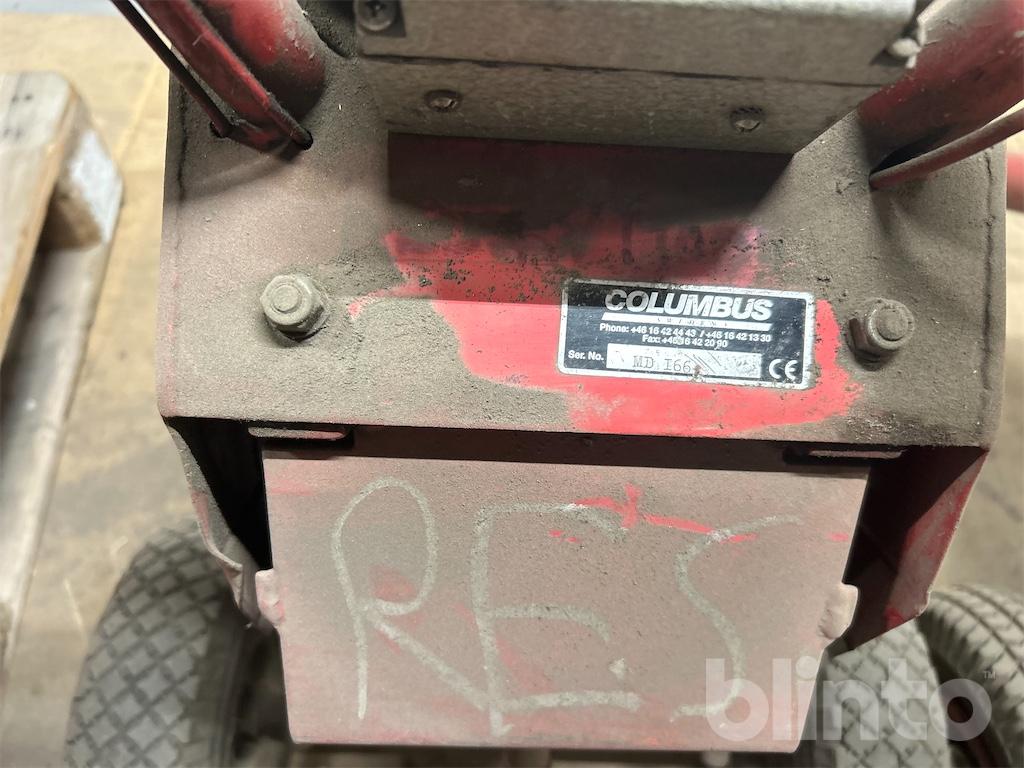 COLUMBUS
Phone: +46 16 42 44 43 / +46 16 42 13 30
Fax: +46 16 42 20 90
Ser. No. MD 166
CE
RES
blinto™